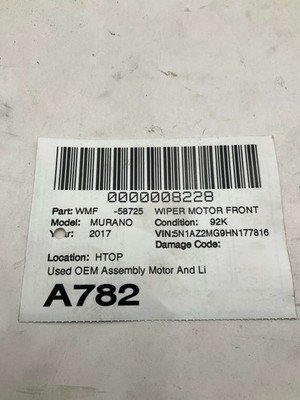 0000008228
Part: WMF -58725 WIPER MOTOR FRONT
Model: MURANO Condition: 92K
Year: 2017 VIN:5N1AZ2MG9HN177816
Damage Code:
Location: HTOP
Used OEM Assembly Motor And Li
A782